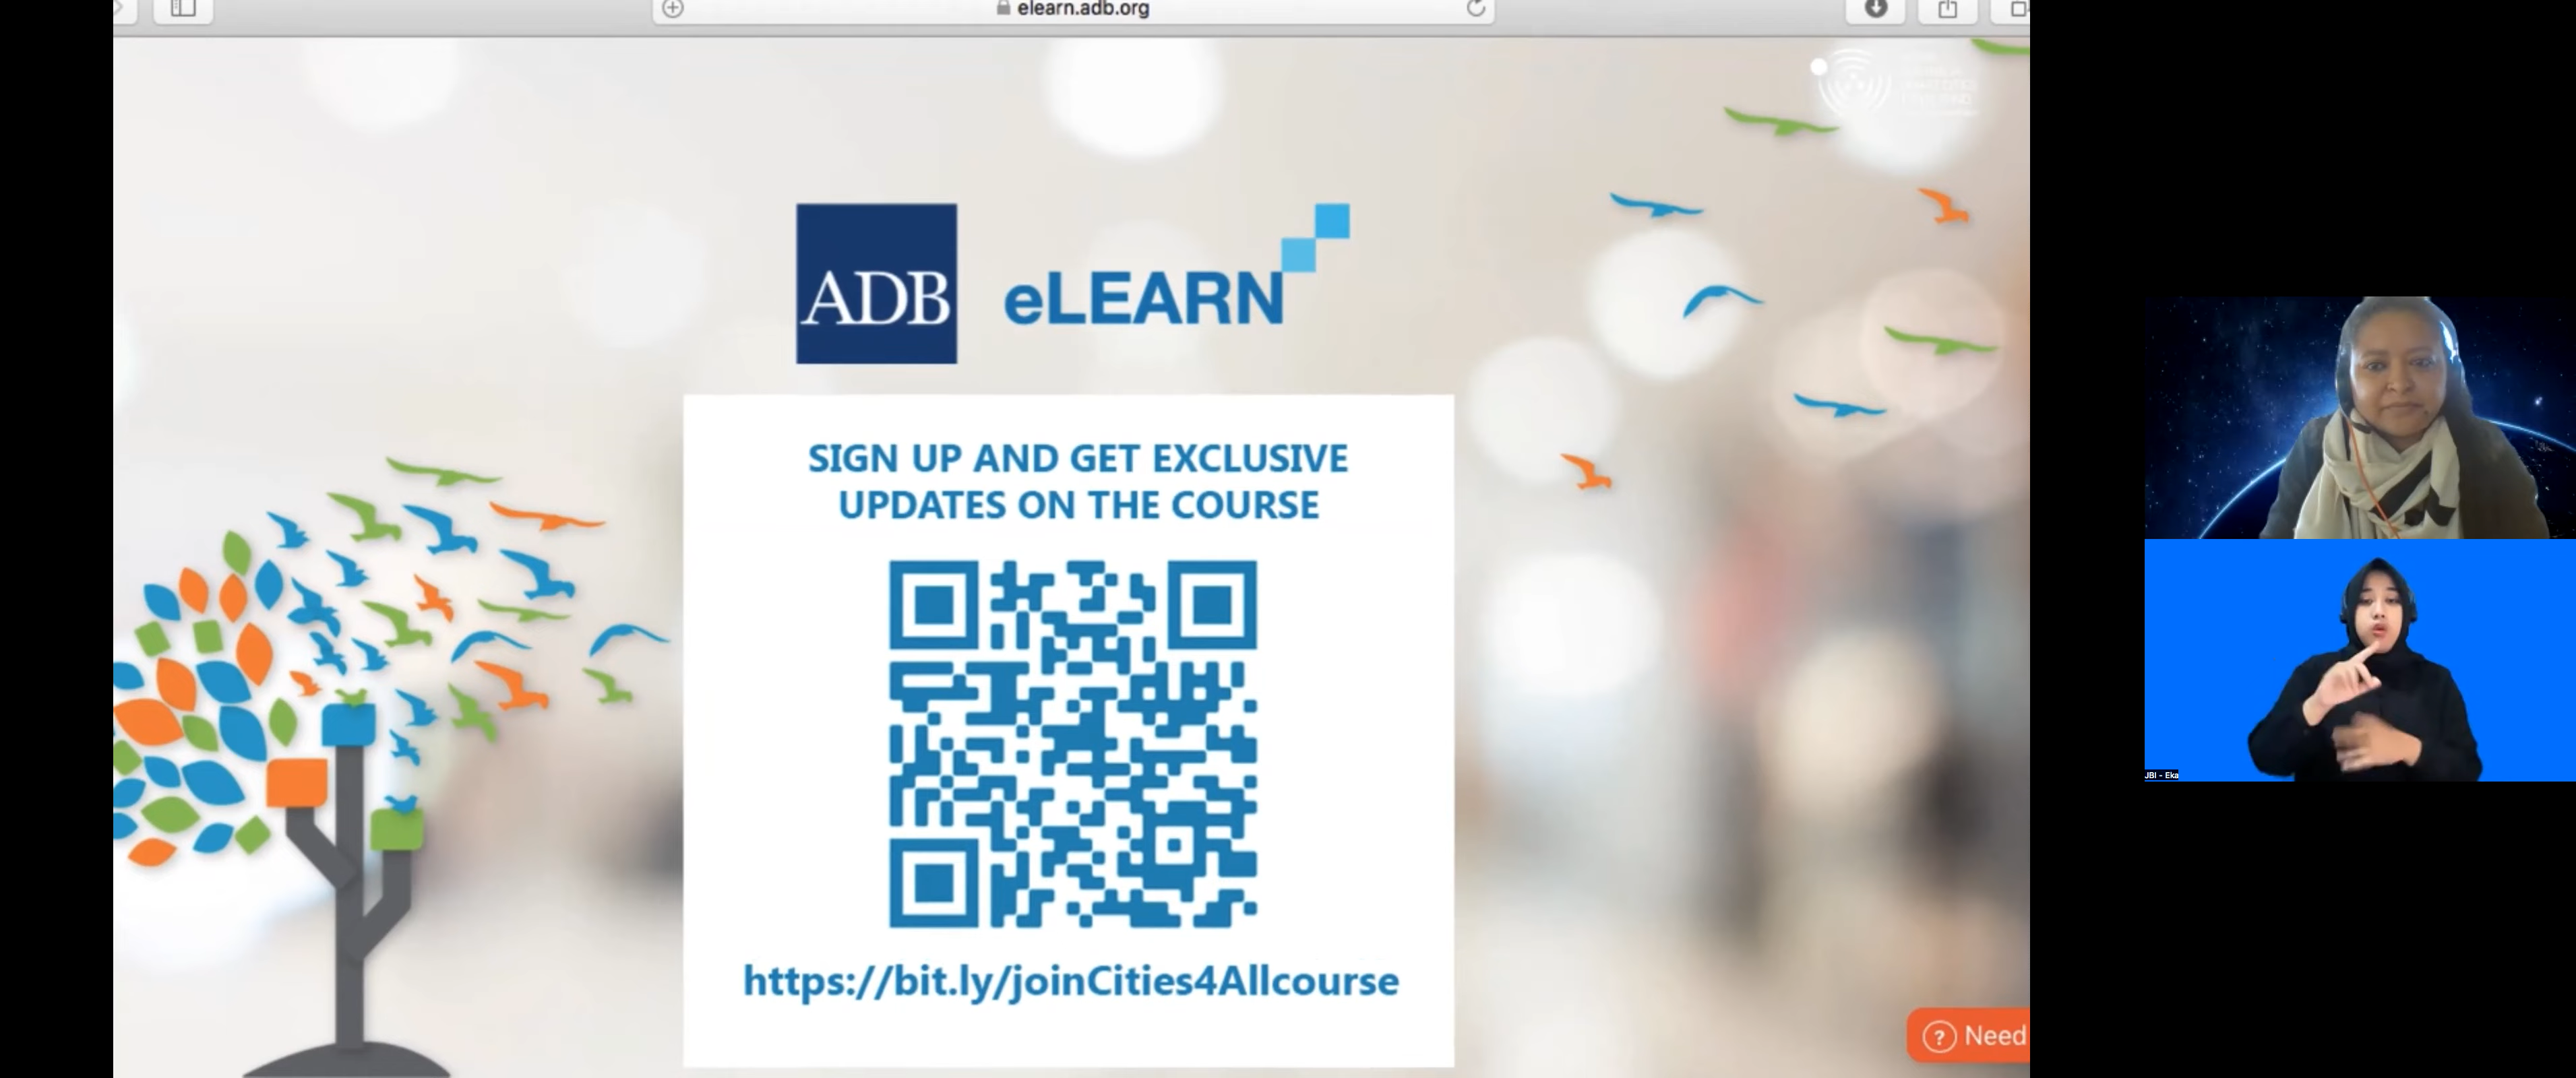 elearn.adb.org
ADB
eLEARN
SIGN UP AND GET EXCLUSIVE
UPDATES ON THE COURSE
https://bit.ly/joinCities4Allcourse
? Need
JBI - Eka